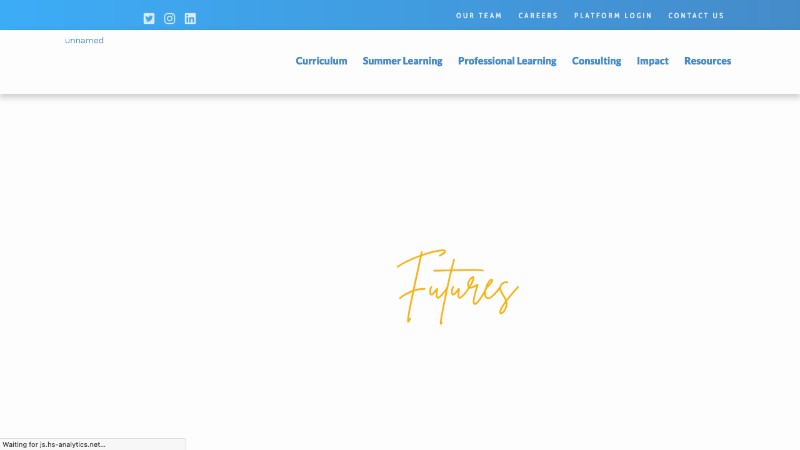 OUR TEAM CAREERS PLATFORM LOGIN CONTACT US
unnamed
Curriculum Summer Learning Professional Learning Consulting Impact Resources
Futures
Waiting for js.hs-analytics.net...